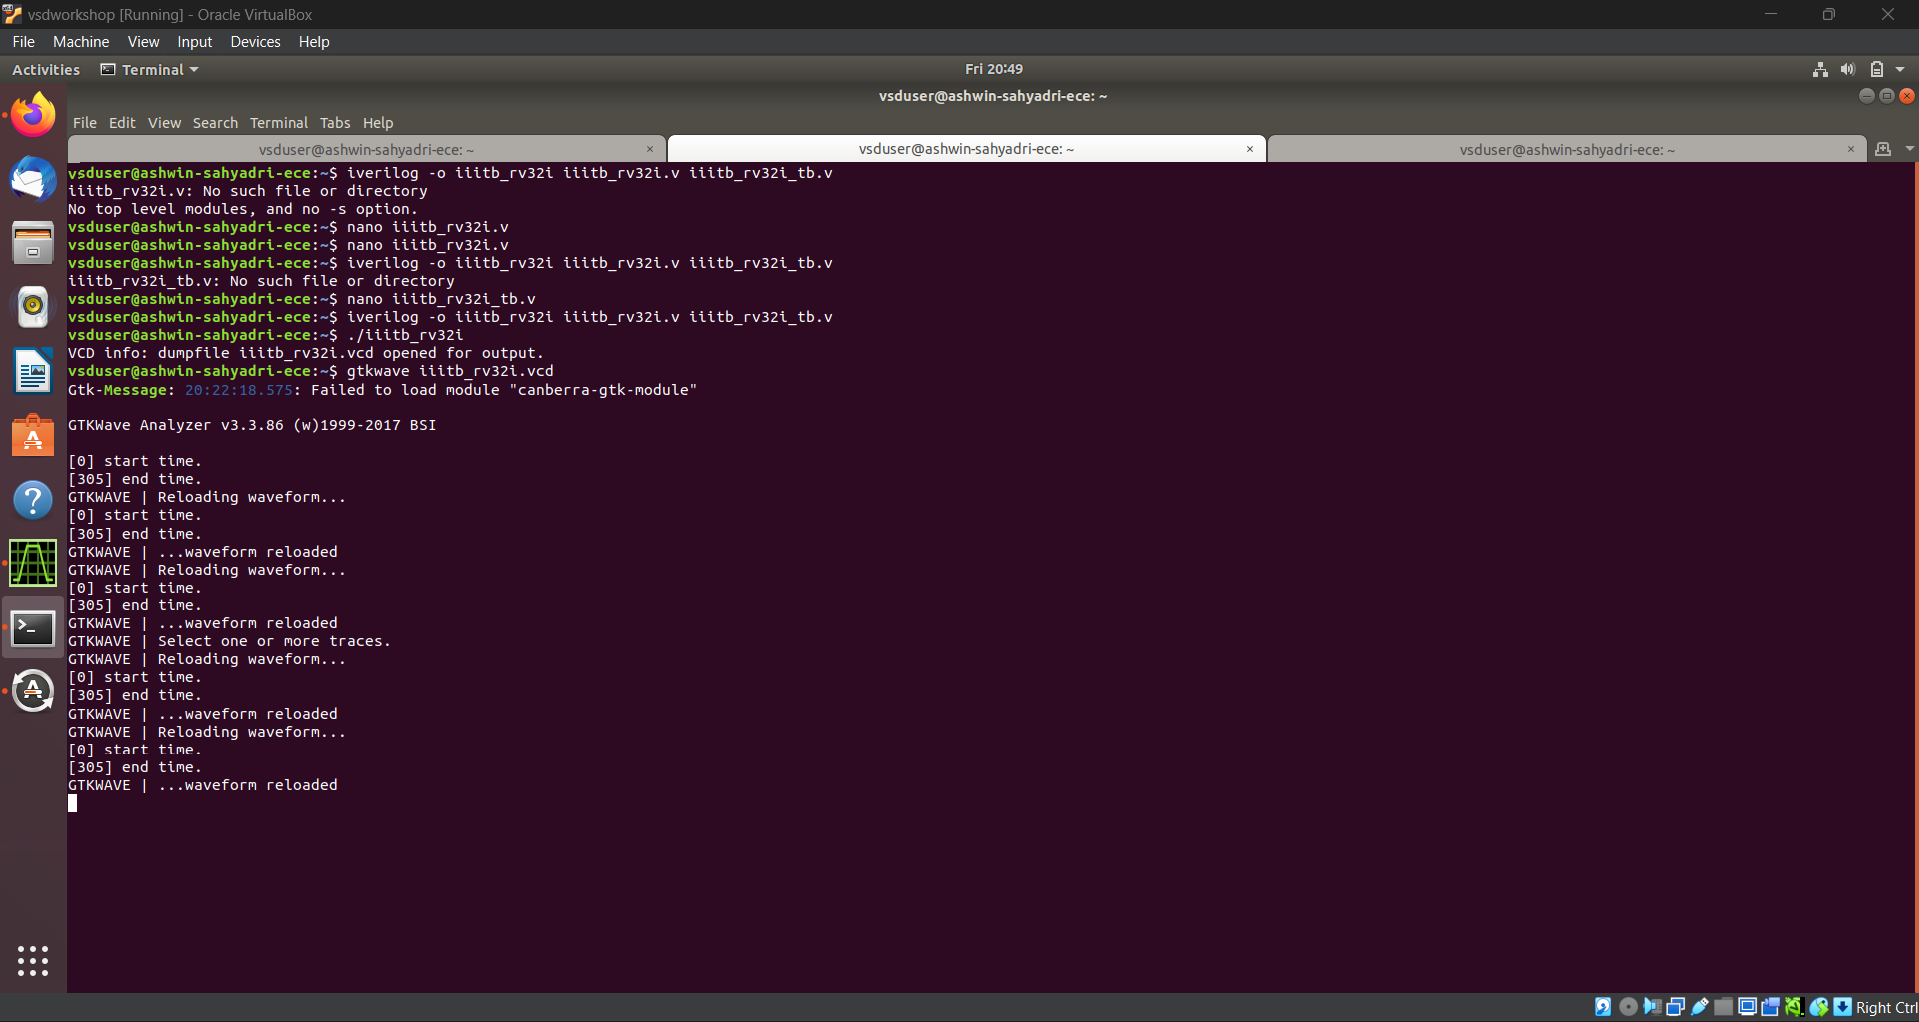 vsdworkshop [Running] - Oracle VirtualBox
File Machine View Input Devices Help
Activities Terminal Fri 20:49
vsduser@ashwin-sahyadri-ece: ~
File Edit View Search Terminal Tabs Help
vsduser@ashwin-sahyadri-ece: ~ × vsduser@ashwin-sahyadri-ece: ~ × vsduser@ashwin-sahyadri-ece: ~ ×
vsduser@ashwin-sahyadri-ece:~$ iverilog -o iiitb_rv32i iiitb_rv32i.v iiitb_rv32i_tb.v
iiitb_rv32i.v: No such file or directory
No top level modules, and no -s option.
vsduser@ashwin-sahyadri-ece:~$ nano iiitb_rv32i.v
vsduser@ashwin-sahyadri-ece:~$ nano iiitb_rv32i.v
vsduser@ashwin-sahyadri-ece:~$ iverilog -o iiitb_rv32i iiitb_rv32i.v iiitb_rv32i_tb.v
iiitb_rv32i_tb.v: No such file or directory
vsduser@ashwin-sahyadri-ece:~$ nano iiitb_rv32i_tb.v
vsduser@ashwin-sahyadri-ece:~$ iverilog -o iiitb_rv32i iiitb_rv32i.v iiitb_rv32i_tb.v
vsduser@ashwin-sahyadri-ece:~$ ./iiitb_rv32i
VCD info: dumpfile iiitb_rv32i.vcd opened for output.
vsduser@ashwin-sahyadri-ece:~$ gtkwave iiitb_rv32i.vcd
Gtk-Message: 20:22:18.575: Failed to load module "canberra-gtk-module"
GTKWave Analyzer v3.3.86 (w)1999-2017 BSI
[0] start time.
[305] end time.
GTKWAVE | Reloading waveform...
[0] start time.
[305] end time.
GTKWAVE | ...waveform reloaded
GTKWAVE | Reloading waveform...
[0] start time.
[305] end time.
GTKWAVE | ...waveform reloaded
GTKWAVE | Select one or more traces.
GTKWAVE | Reloading waveform...
[0] start time.
[305] end time.
GTKWAVE | ...waveform reloaded
GTKWAVE | Reloading waveform...
[0] start time.
[305] end time.
GTKWAVE | ...waveform reloaded
Right Ctrl